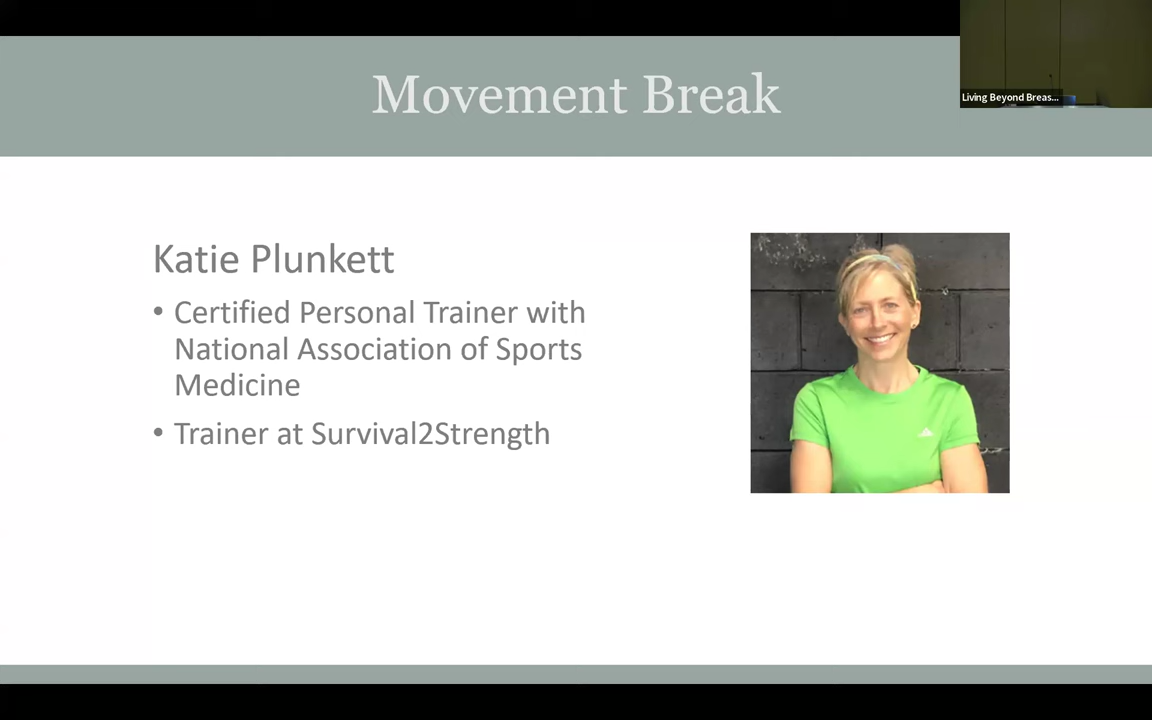 Movement Break
Living Beyond Breas...
Katie Plunkett
• Certified Personal Trainer with
National Association of Sports
Medicine
• Trainer at Survival2Strength